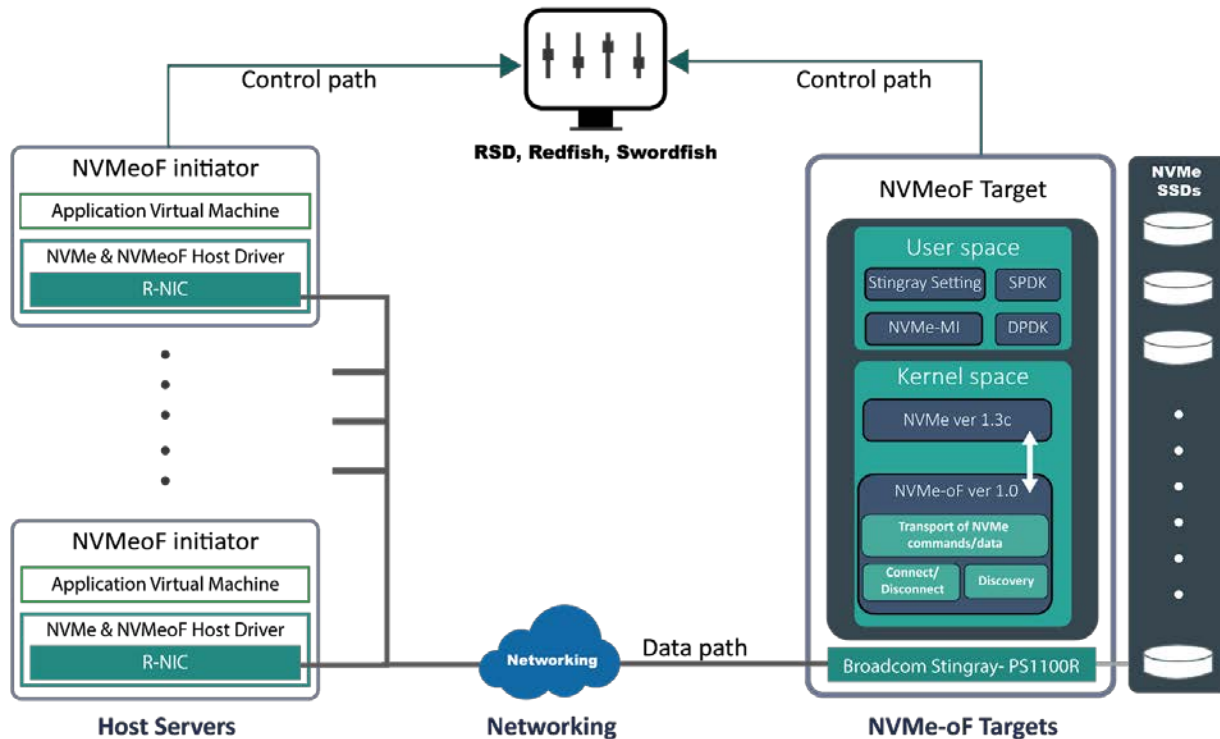 Control path
Control path
RSD, Redfish, Swordfish
NVMeoF initiator
Application Virtual Machine
NVMe & NVMeoF Host Driver
R-NIC
NVMeoF initiator
Application Virtual Machine
NVMe & NVMeoF Host Driver
R-NIC
Host Servers
Networking
Networking
Data path
NVMeoF Target
User space
Stingray Setting
SPDK
NVMe-MI
DPDK
Kernel space
NVMe ver 1.3c
NVMe-oF ver 1.0
Transport of NVMe
commands/data
Connect/
Disconnect
Discovery
Broadcom Stingray- PS1100R
NVMe-oF Targets
NVMe
SSDs